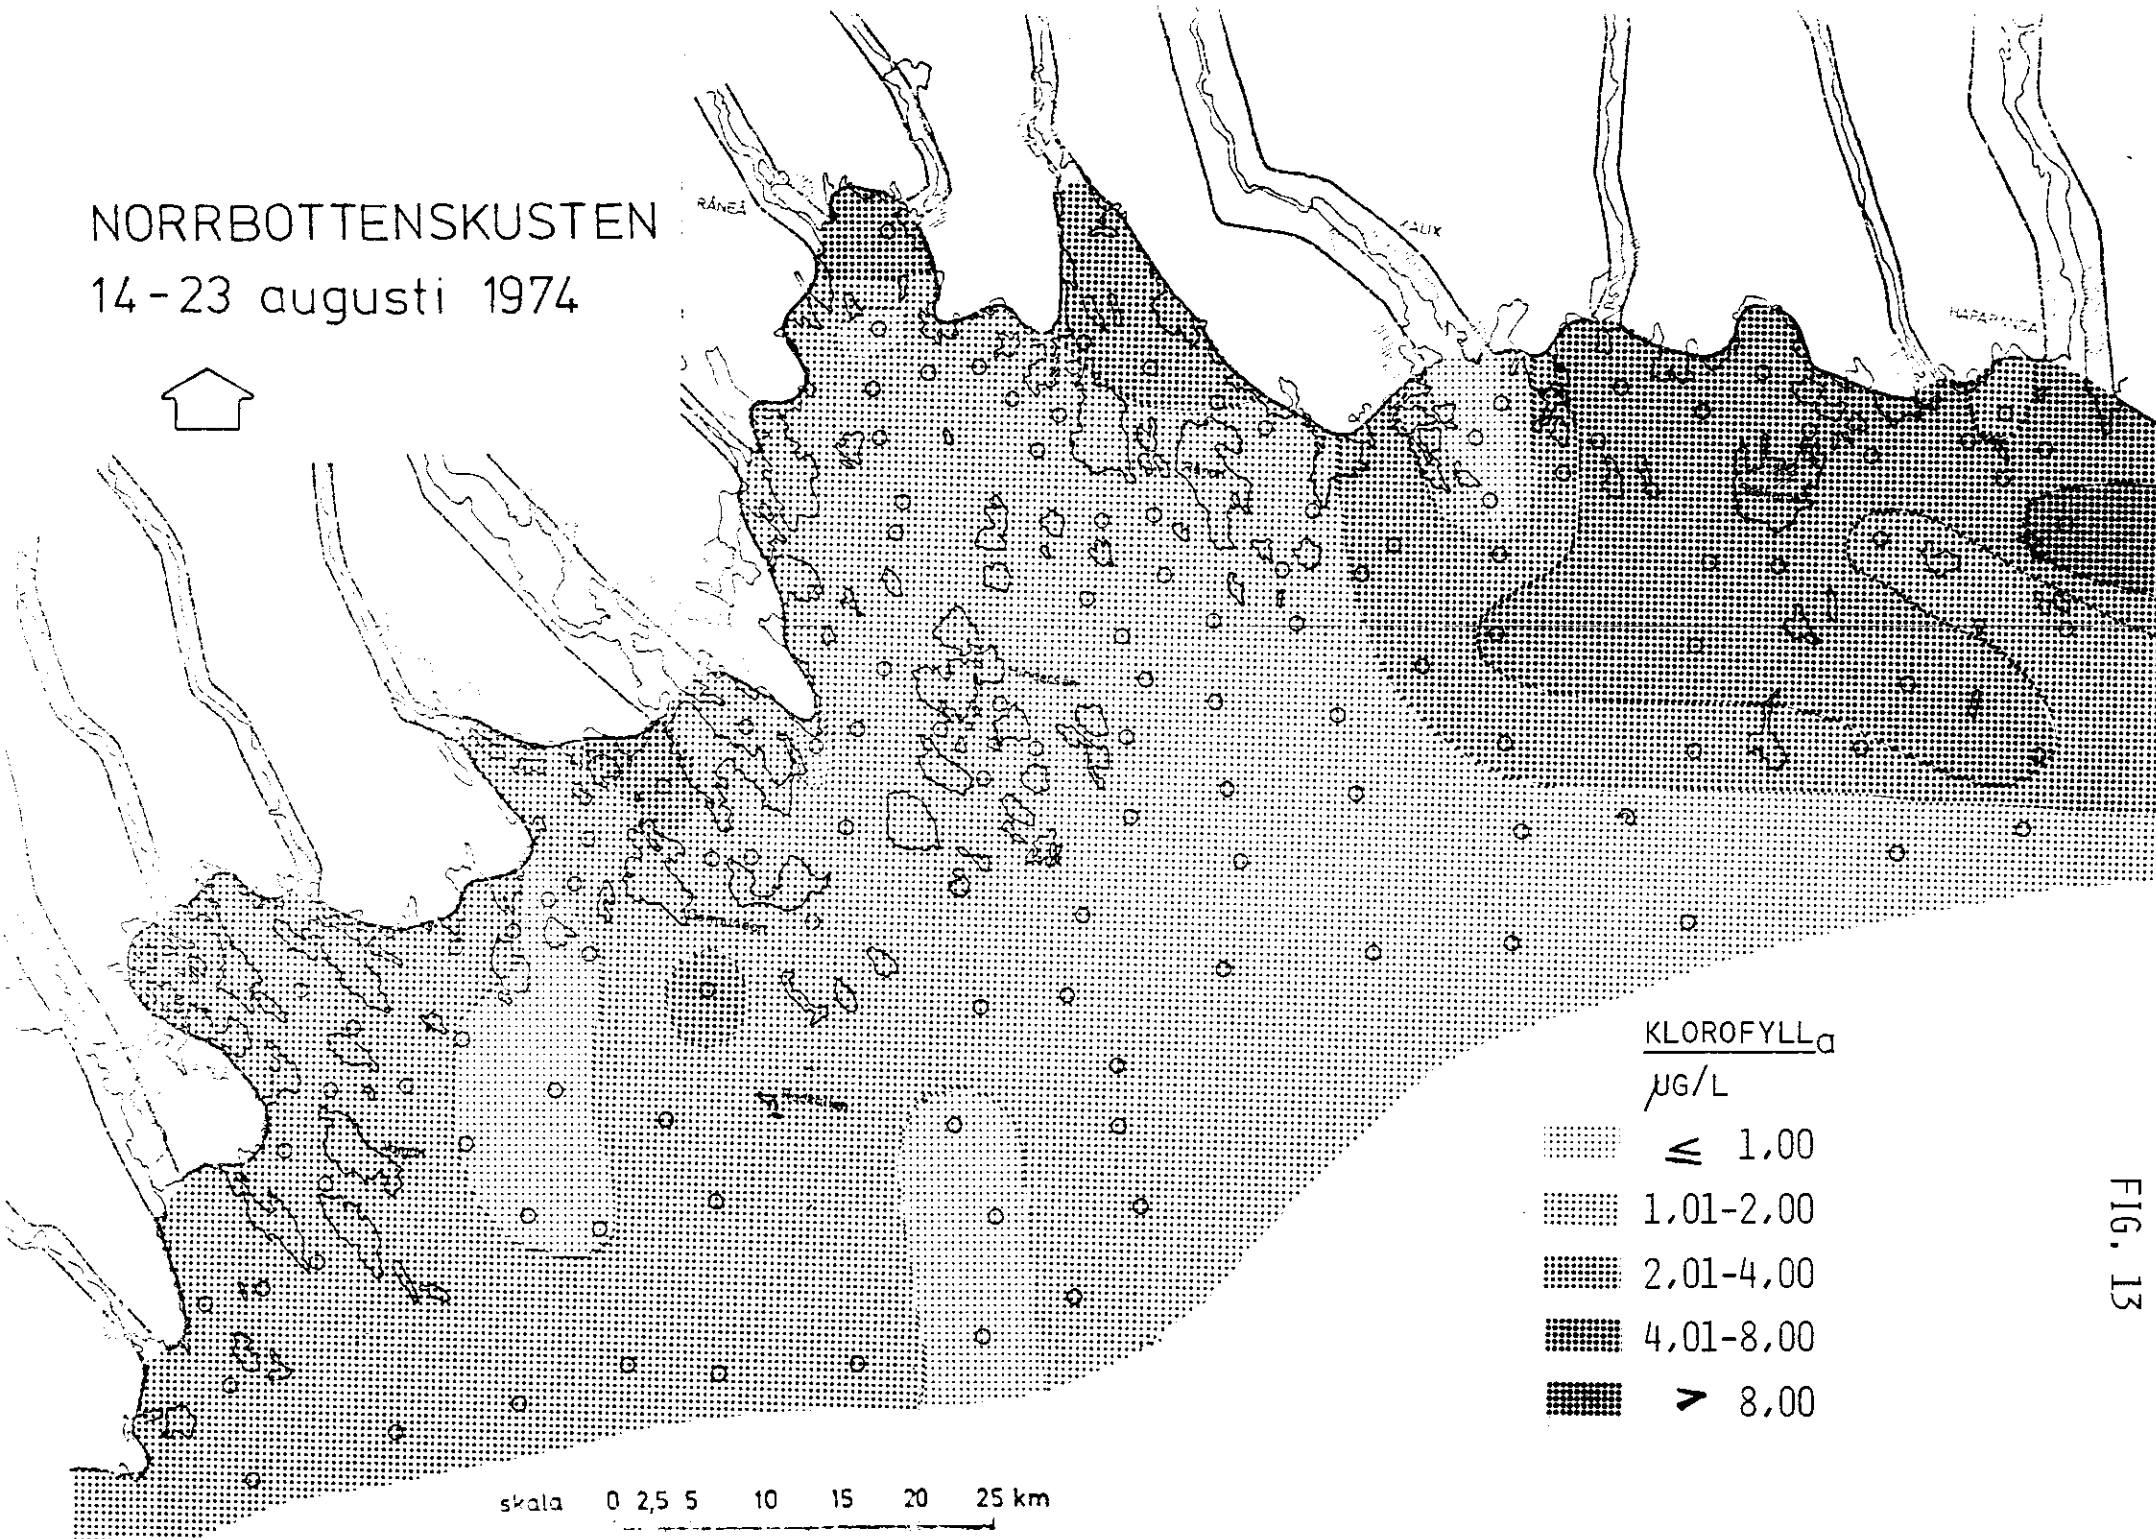 NORRBOTTENSKUSTEN
14-23 augusti 1974
RÅNEÅ
KALIX
HAPARANDA
KLOROFYLLa
µG/L
≤ 1,00
1,01-2,00
2,01-4,00
4,01-8,00
> 8,00
FIG. 13
skala 0 2,5 5 10 15 20 25 km